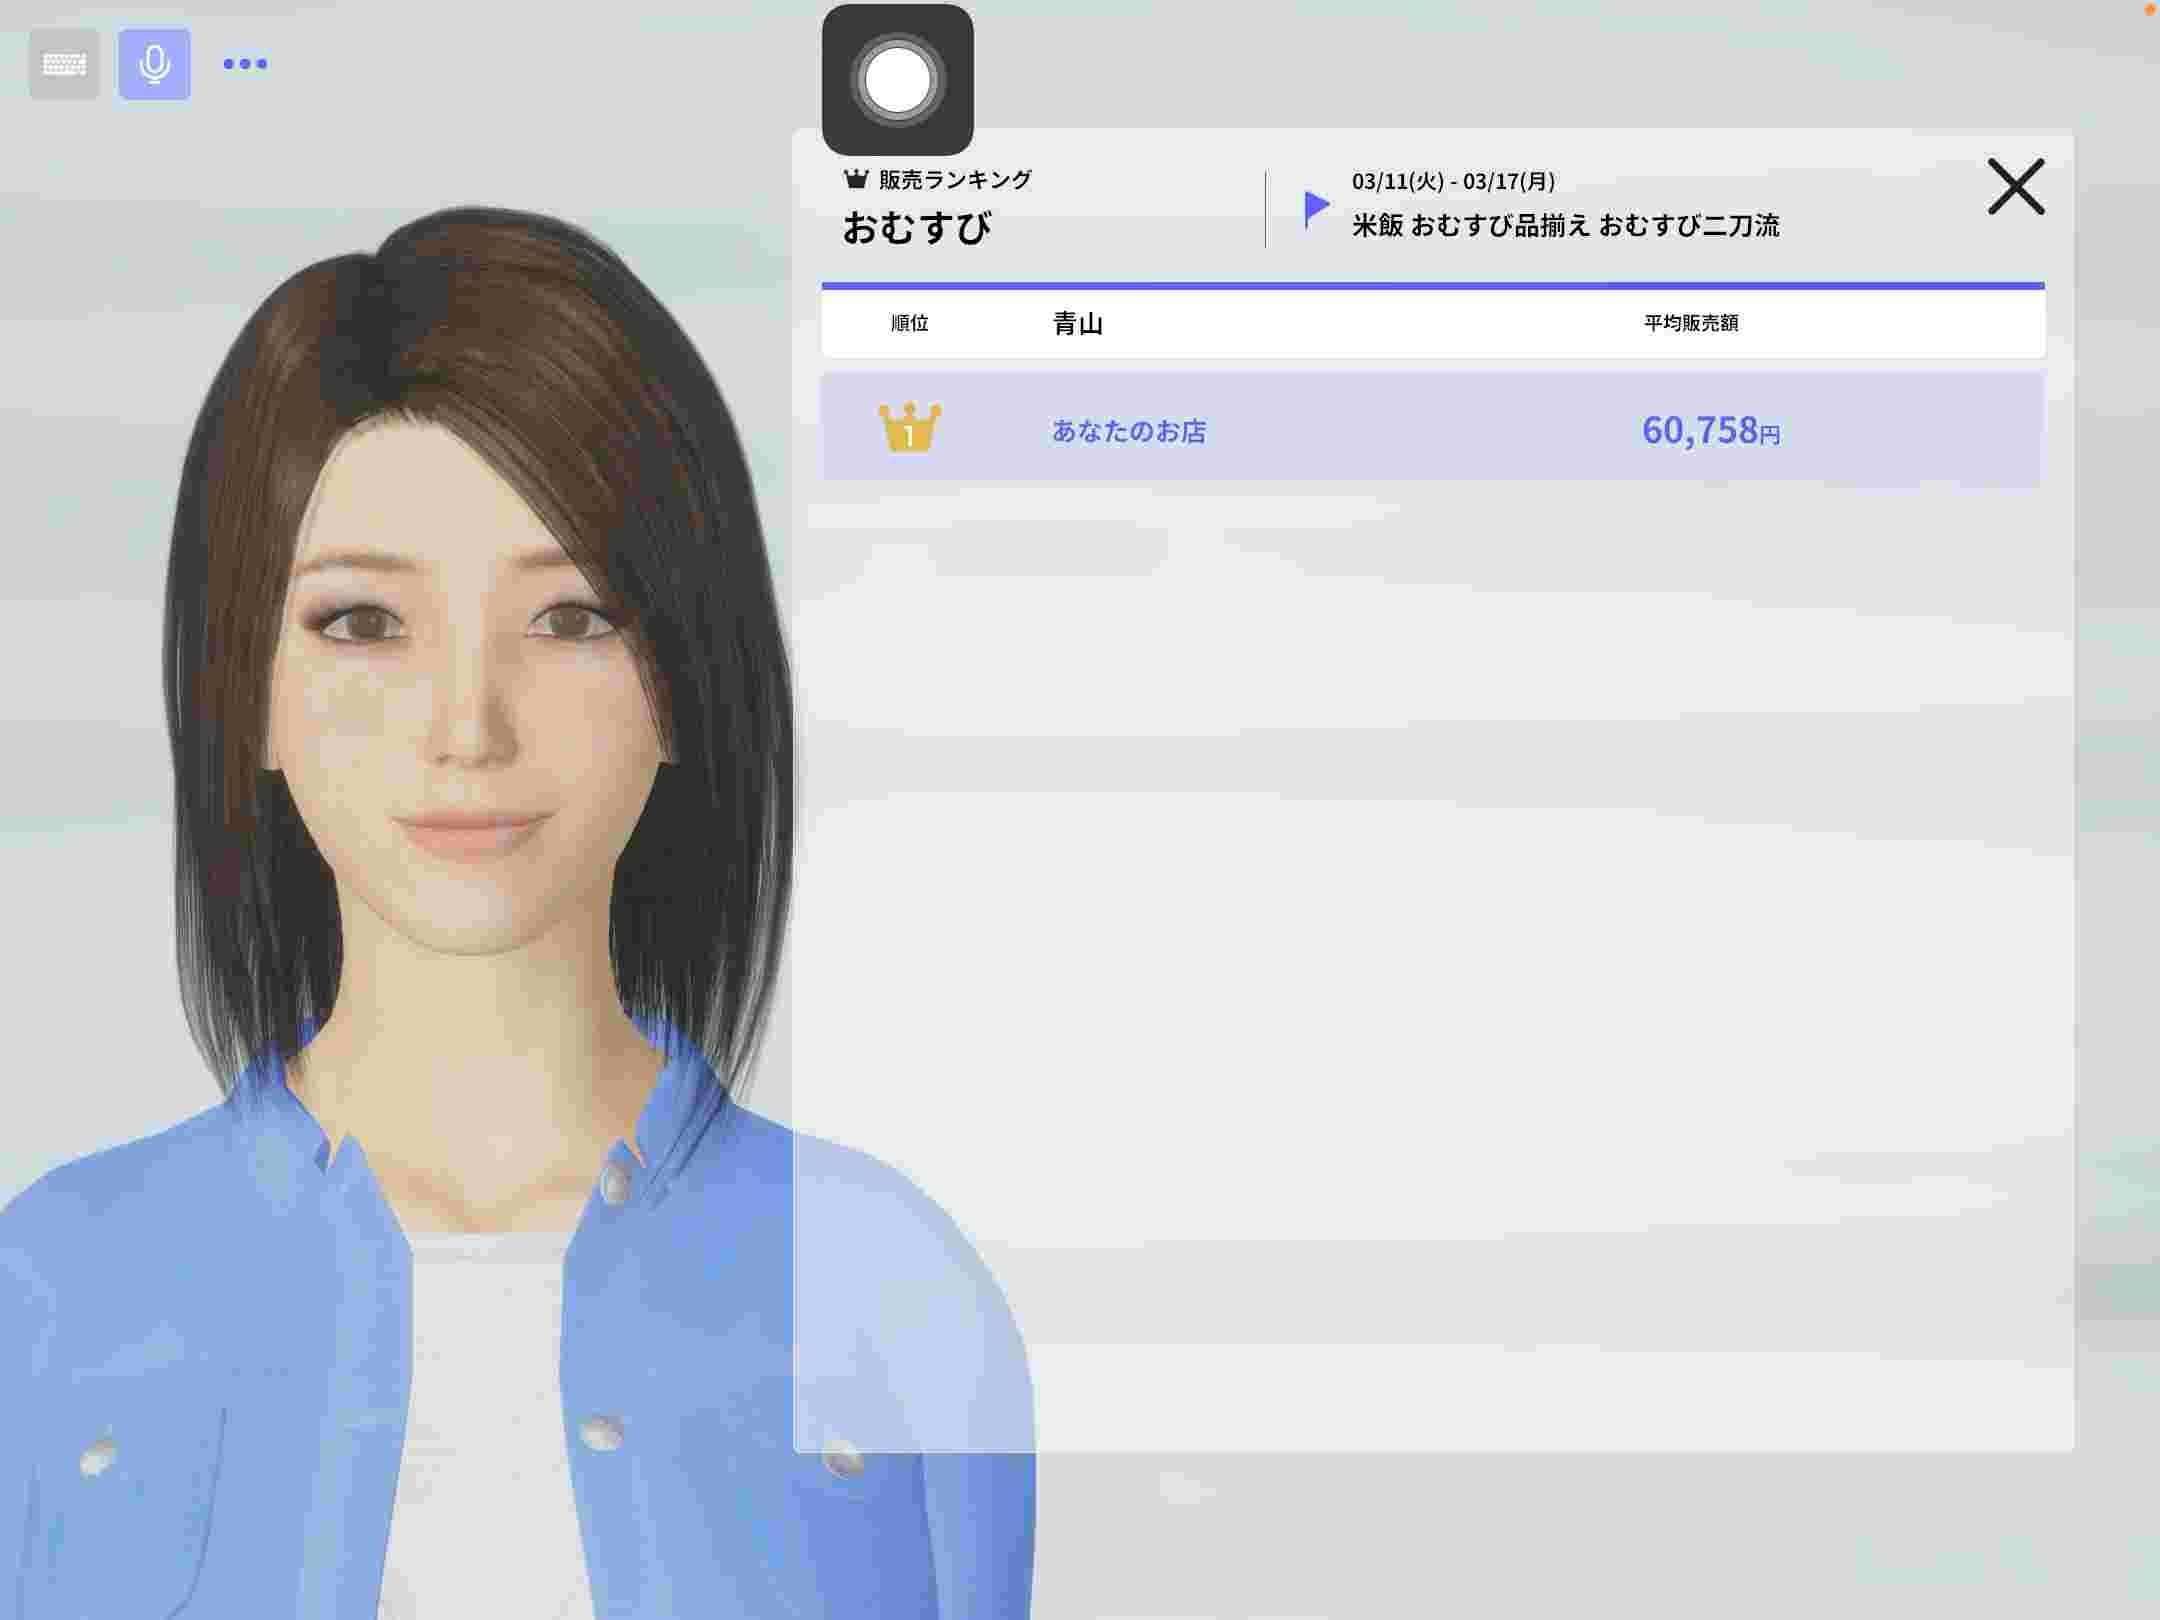 販売ランキング
おむすび
03/11(火) - 03/17(月)
米飯 おむすび品揃え おむすび二刀流
順位 青山 平均販売額
1 あなたのお店 60,758円